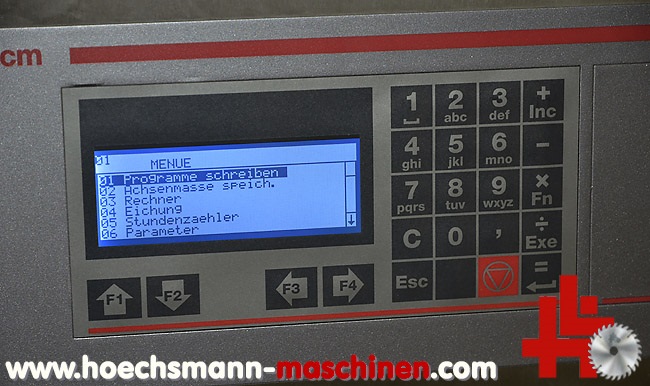 cm
01 MENUE
01 Programme schreiben
02 Achsenmasse speich.
03 Rechner
04 Eichung
05 Stundenzaehler
06 Parameter
1 2 abc 3 def + Inc
4 ghi 5 jkl 6 mno -
7 pqrs 8 tuv 9 wxyz × Fn
C 0 , ÷ Exe
Esc =
F1 F2 F3 F4
www.hoechsmann-maschinen.com